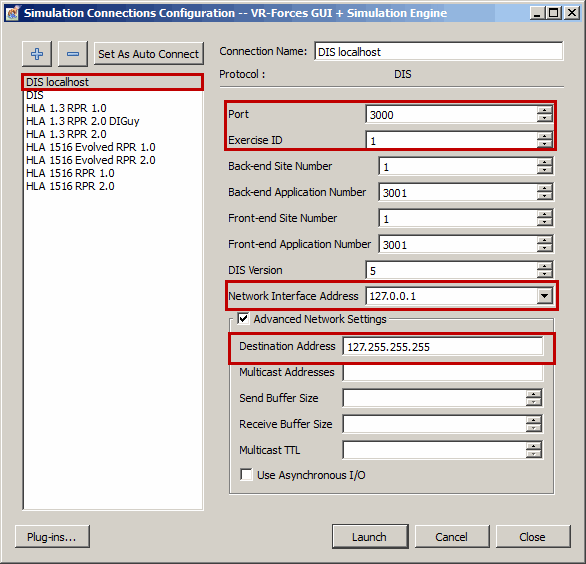 Simulation Connections Configuration -- VR-Forces GUI + Simulation Engine
Set As Auto Connect
DIS localhost
DIS
HLA 1.3 RPR 1.0
HLA 1.3 RPR 2.0 DIGuy
HLA 1.3 RPR 2.0
HLA 1516 Evolved RPR 1.0
HLA 1516 Evolved RPR 2.0
HLA 1516 RPR 1.0
HLA 1516 RPR 2.0
Connection Name: DIS localhost
Protocol : DIS
Port 3000
Exercise ID 1
Back-end Site Number 1
Back-end Application Number 3001
Front-end Site Number 1
Front-end Application Number 3001
DIS Version 5
Network Interface Address 127.0.0.1
Advanced Network Settings
Destination Address 127.255.255.255
Multicast Addresses
Send Buffer Size
Receive Buffer Size
Multicast TTL
Use Asynchronous I/O
Plug-ins... Launch Cancel Close